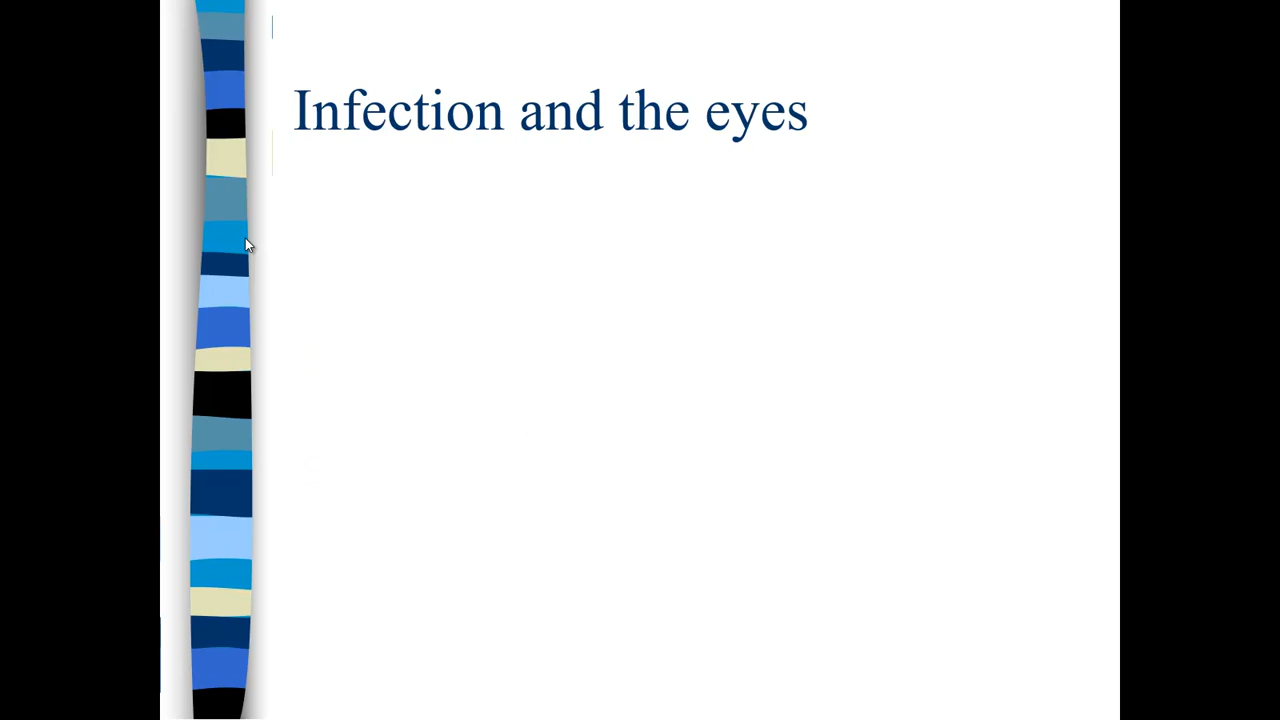 Infection and the eyes